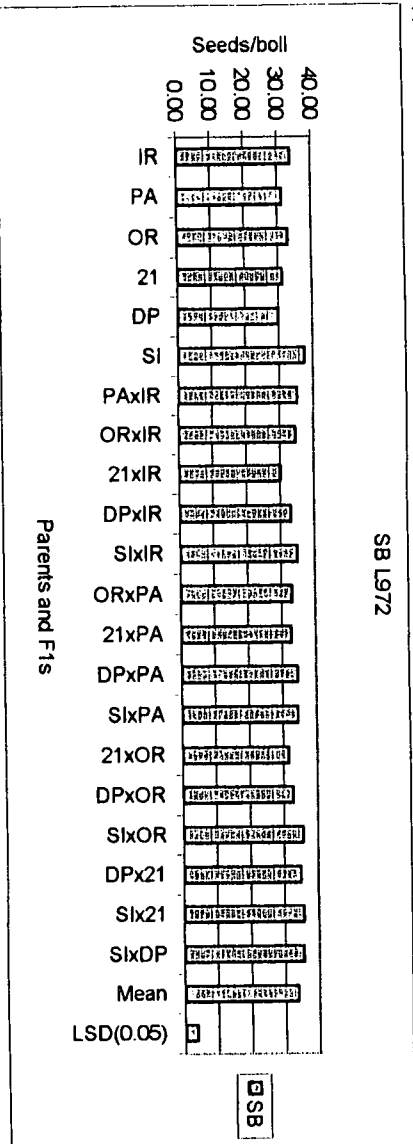 SB L972
Seeds/boll
40.00
30.00
20.00
10.00
0.00
IR
PA
OR
21
DP
SI
PAxIR
ORxIR
21xIR
DPxIR
SIxIR
ORxPA
21xPA
DPxPA
SIxPA
21xOR
DPxOR
SIxOR
DPx21
SIx21
SIxDP
Mean
LSD(0.05)
Parents and F1s
SB